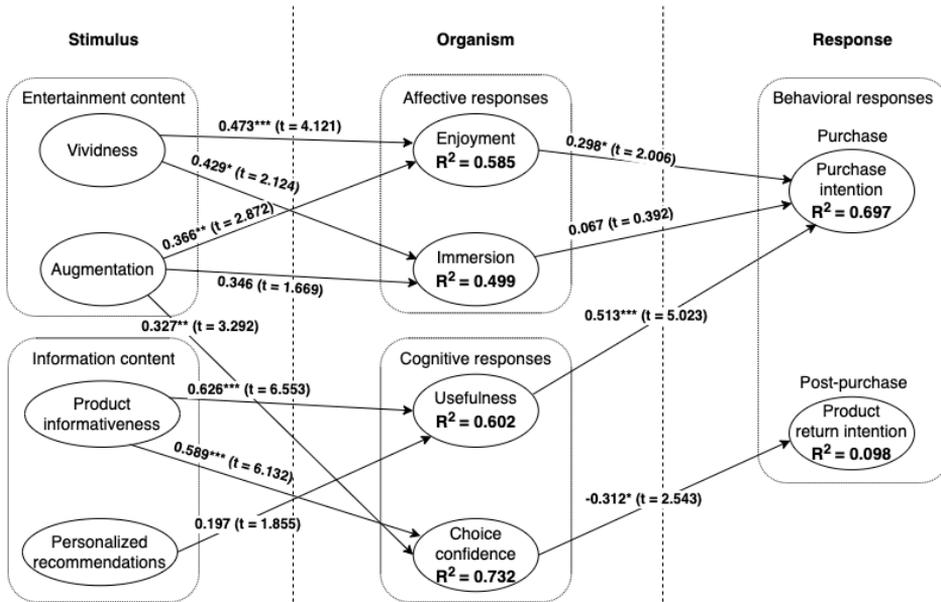 Stimulus
Organism
Response
Entertainment content
Affective responses
Behavioral responses
Vividness
0.473*** (t = 4.121)
Enjoyment
R² = 0.585
0.298* (t = 2.006)
Purchase
Purchase
intention
R² = 0.697
0.429* (t = 2.124)
0.366** (t = 2.872)
0.067 (t = 0.392)
Augmentation
0.346 (t = 1.669)
Immersion
R² = 0.499
0.327** (t = 3.292)
0.513*** (t = 5.023)
Information content
Cognitive responses
Product
informativeness
0.626*** (t = 6.553)
Usefulness
R² = 0.602
Post-purchase
Product
return intention
R² = 0.098
0.589*** (t = 6.132)
0.197 (t = 1.855)
-0.312* (t = 2.543)
Personalized
recommendations
Choice
confidence
R² = 0.732